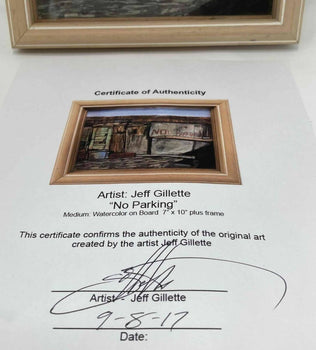 Certificate of Authenticity
Artist: Jeff Gillette
"No Parking"
Medium: Watercolor on Board 7" x 10" plus frame
This certificate confirms the authenticity of the original art
created by the artist Jeff Gillette
Artist: Jeff Gillette
9-8-17
Date: